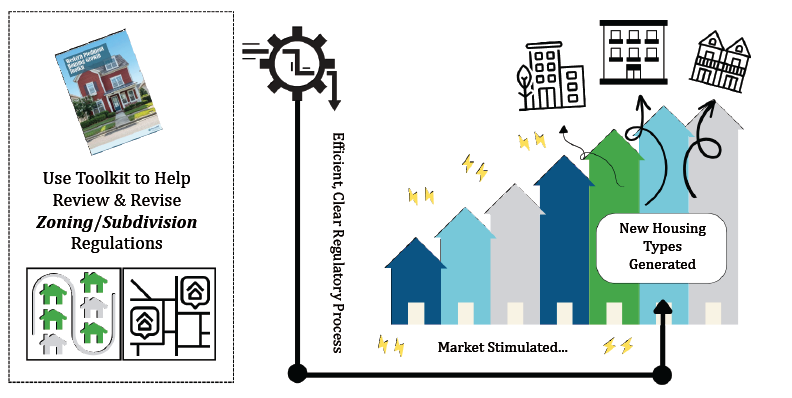 Use Toolkit to Help
Review & Revise
Zoning/Subdivision
Regulations
Efficient, Clear Regulatory Process
New Housing
Types
Generated
Market Stimulated...